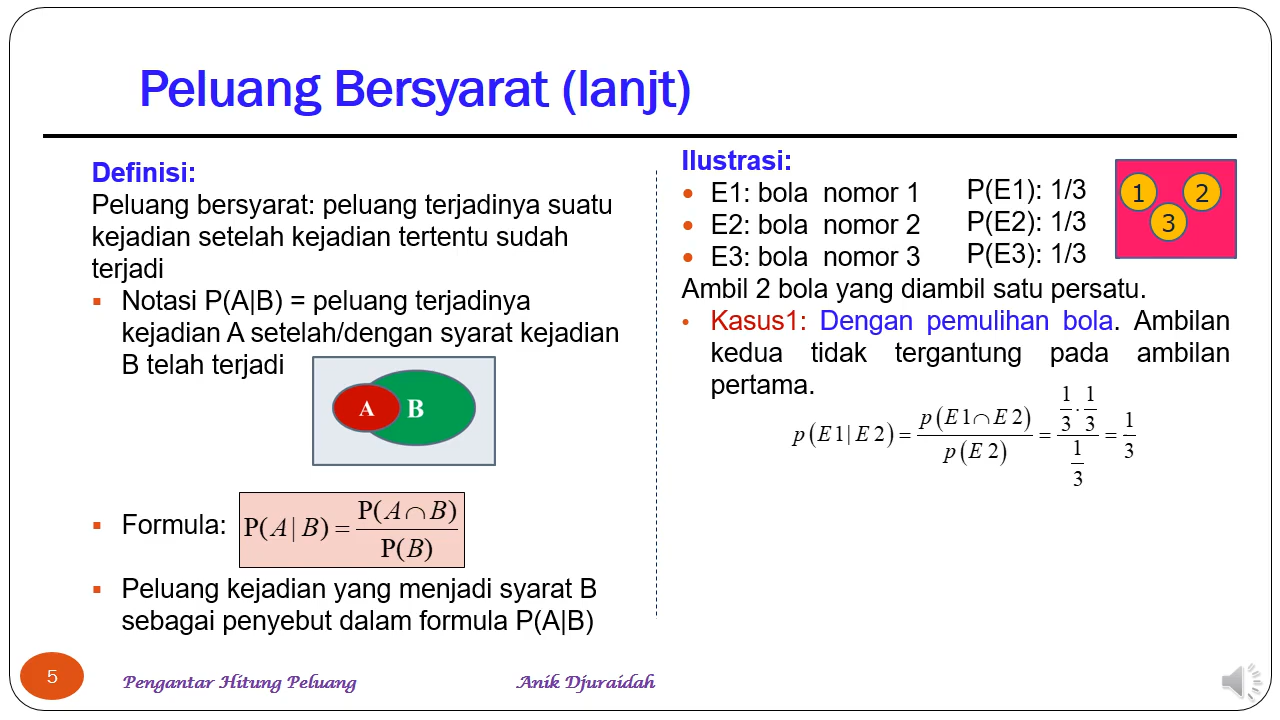 Peluang Bersyarat (lanjt)
Definisi:
Peluang bersyarat: peluang terjadinya suatu
kejadian setelah kejadian tertentu sudah
terjadi
▪ Notasi P(A|B) = peluang terjadinya
kejadian A setelah/dengan syarat kejadian
B telah terjadi
A B
▪ Formula: P(A | B) = P(A ∩ B) / P(B)
▪ Peluang kejadian yang menjadi syarat B
sebagai penyebut dalam formula P(A|B)
Ilustrasi:
• E1: bola nomor 1 P(E1): 1/3
• E2: bola nomor 2 P(E2): 1/3
• E3: bola nomor 3 P(E3): 1/3
1 2
3
Ambil 2 bola yang diambil satu persatu.
• Kasus1: Dengan pemulihan bola. Ambilan
kedua tidak tergantung pada ambilan
pertama.
p(E1 | E2) = p(E1 ∩ E2) / p(E2) = (1/3 . 1/3) / (1/3) = 1/3
5
Pengantar Hitung Peluang
Anik Djuraidah